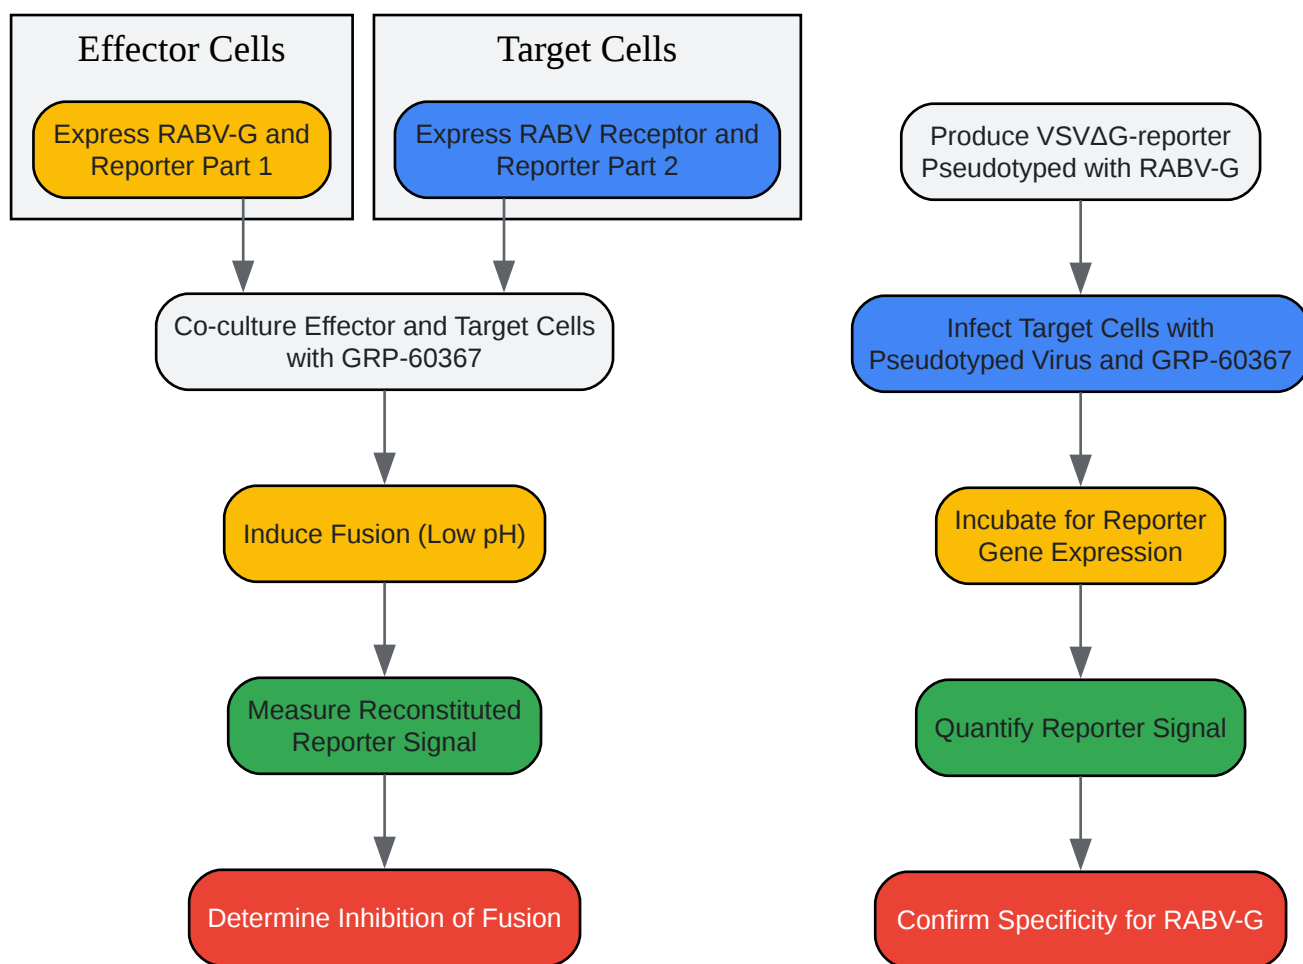 Effector Cells
Express RABV-G and
Reporter Part 1
Target Cells
Express RABV Receptor and
Reporter Part 2
Co-culture Effector and Target Cells
with GRP-60367
Induce Fusion (Low pH)
Measure Reconstituted
Reporter Signal
Determine Inhibition of Fusion
Produce VSVΔG-reporter
Pseudotyped with RABV-G
Infect Target Cells with
Pseudotyped Virus and GRP-60367
Incubate for Reporter
Gene Expression
Quantify Reporter Signal
Confirm Specificity for RABV-G